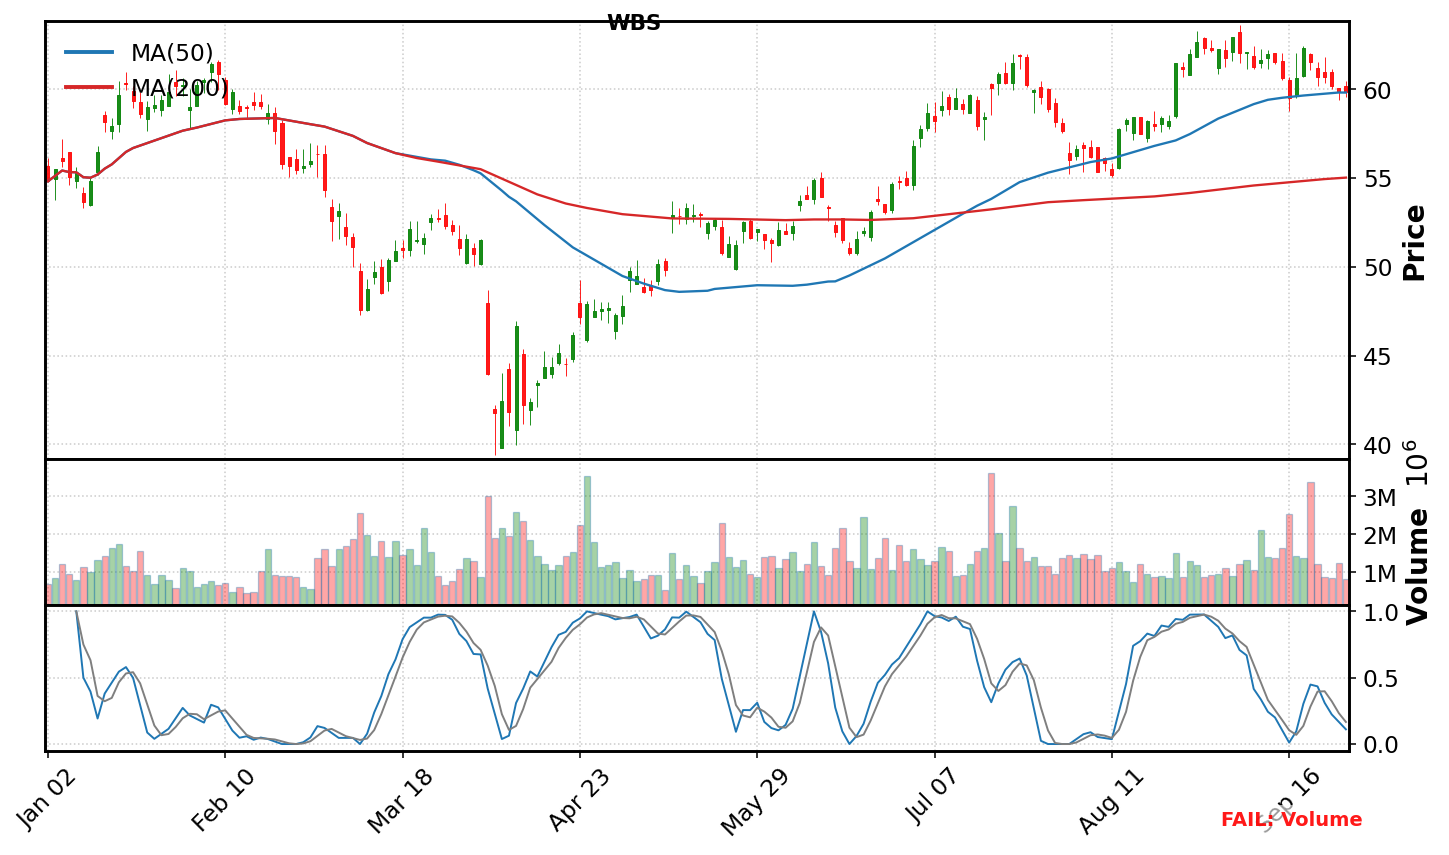 WBS
MA(50)
MA(200)
60
55
50
45
40
Price
3M
2M
1M
Volume 10^6
1.0
0.5
0.0
Jan 02
Feb 10
Mar 18
Apr 23
May 29
Jul 07
Aug 11
Sep 16
FAIL: Volume